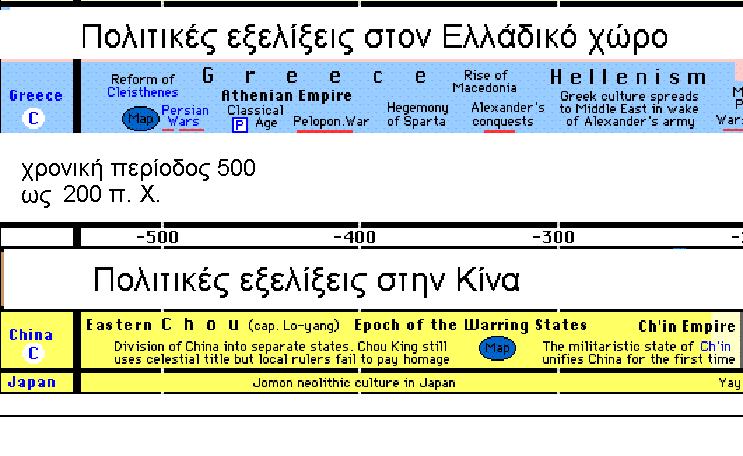 Πολιτικές εξελίξεις στον Ελλάδικό χώρο
Reform of Cleisthenes
G r e e c e
Athenian Empire
Rise of Macedonia
Hellenism
Greece
C
Map
Persian Wars
Classical
P Age
Pelopon.War
Hegemony of Sparta
Alexander's conquests
Greek culture spreads
to Middle East in wake
of Alexander's army
χρονική περίοδος 500
ως 200 π. Χ.
-500 -400 -300
Πολιτικές εξελίξεις στην Κίνα
China
C
Eastern C h o u (cap. Lo-yang) Epoch of the Warring States Ch'in Empire
Division of China into separate states. Chou King still
uses celestial title but local rulers fail to pay homage
Map
The militaristic state of Ch'in
unifies China for the first time
Japan Jomon neolithic culture in Japan Yay